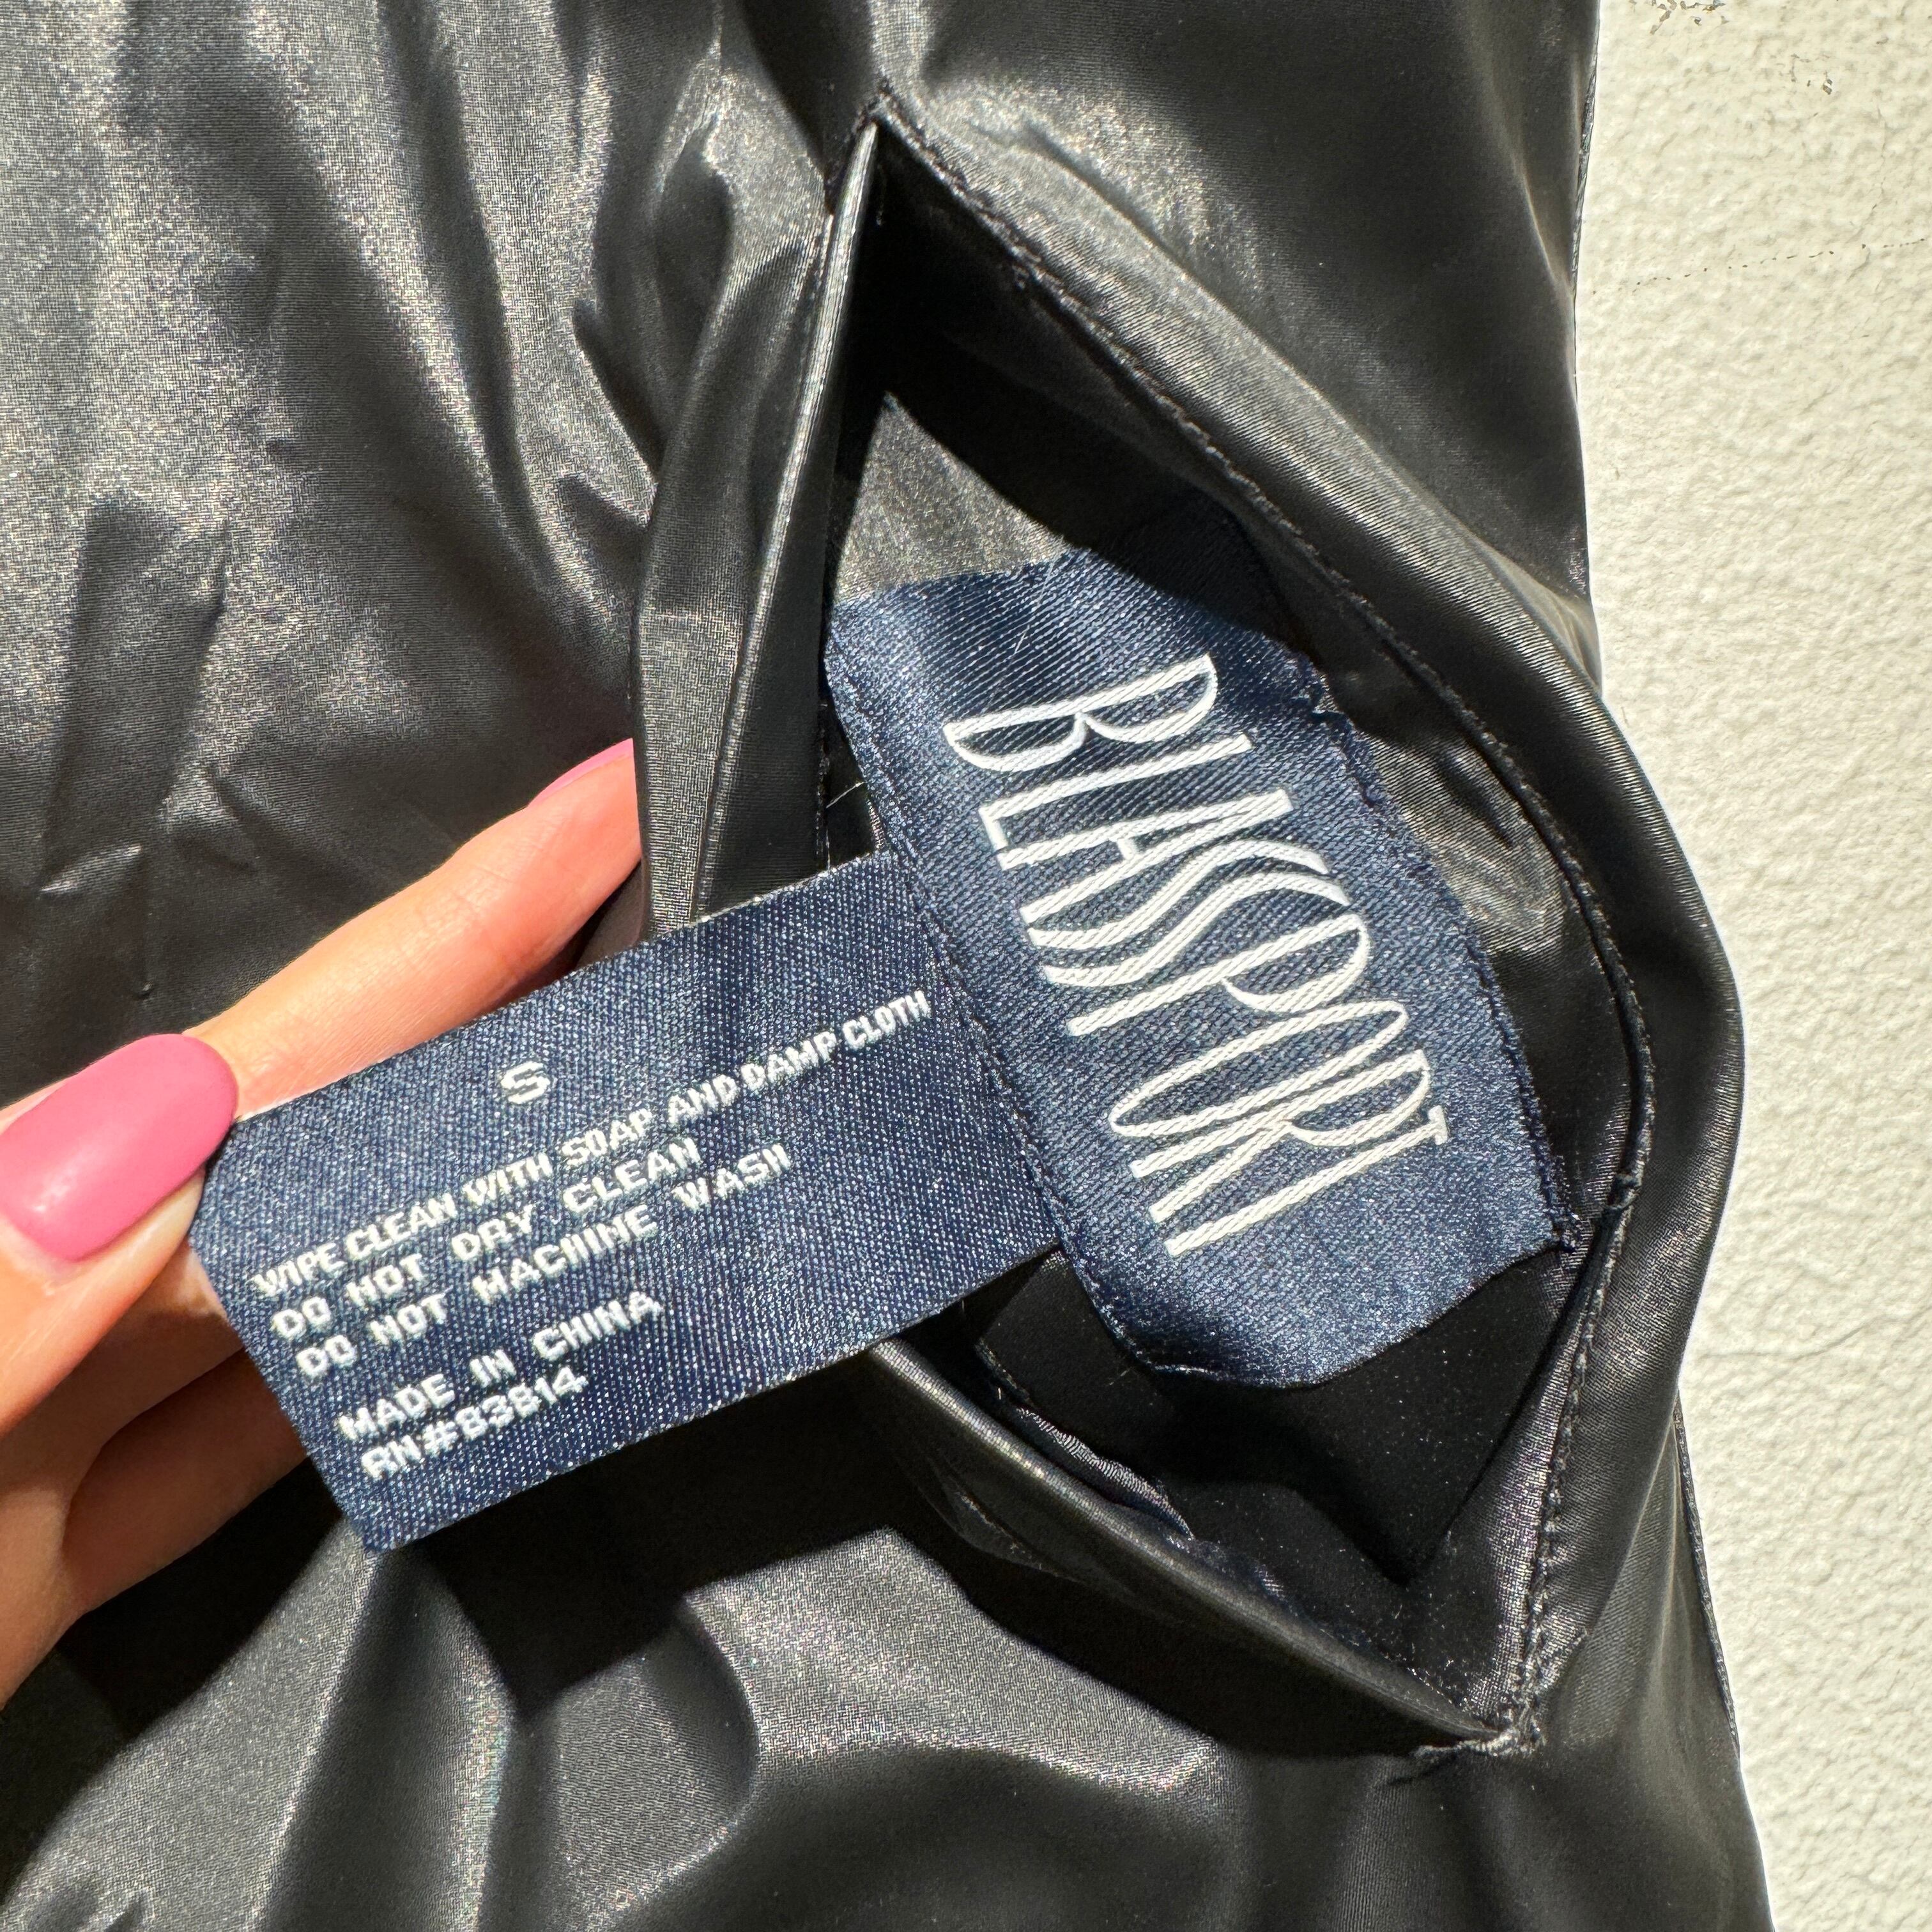 BLASSPORT
S
WIPE CLEAN WITH SOAP AND DAMP CLOTH
DO NOT DRY CLEAN
DO NOT MACHINE WASH
MADE IN CHINA
RN#83814